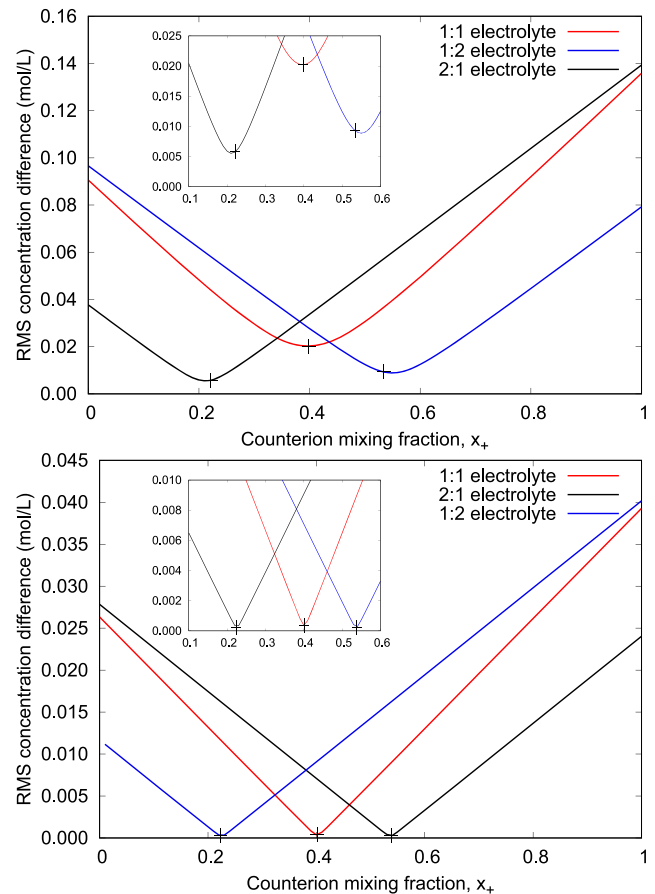 RMS concentration difference (mol/L)
0.16
0.14
0.12
0.10
0.08
0.06
0.04
0.02
0.00
0.025
0.020
0.015
0.010
0.005
0.000
0.1 0.2 0.3 0.4 0.5 0.6
1:1 electrolyte
1:2 electrolyte
2:1 electrolyte
0 0.2 0.4 0.6 0.8 1
Counterion mixing fraction, x_+
RMS concentration difference (mol/L)
0.045
0.040
0.035
0.030
0.025
0.020
0.015
0.010
0.005
0.000
0.010
0.008
0.006
0.004
0.002
0.000
0.1 0.2 0.3 0.4 0.5 0.6
1:1 electrolyte
2:1 electrolyte
1:2 electrolyte
0 0.2 0.4 0.6 0.8 1
Counterion mixing fraction, x_+